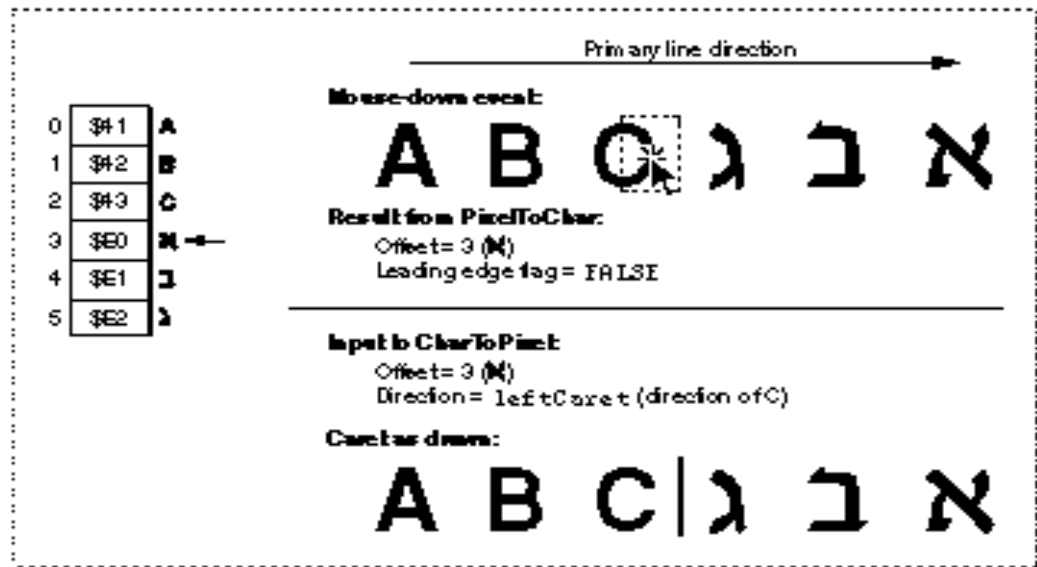 Primary line direction
Mouse-down event:
A B C ג ב א
0 $41 A
1 $42 B
2 $43 C
3 $E0 א
4 $E1 ב
5 $E2 ג
Result from PixelToChar:
Offset = 3 (א)
Leading edge flag = FALSE
Input to CharToPixel:
Offset = 3 (א)
Direction = leftCaret (direction of C)
Caret as drawn:
A B C ג ב א